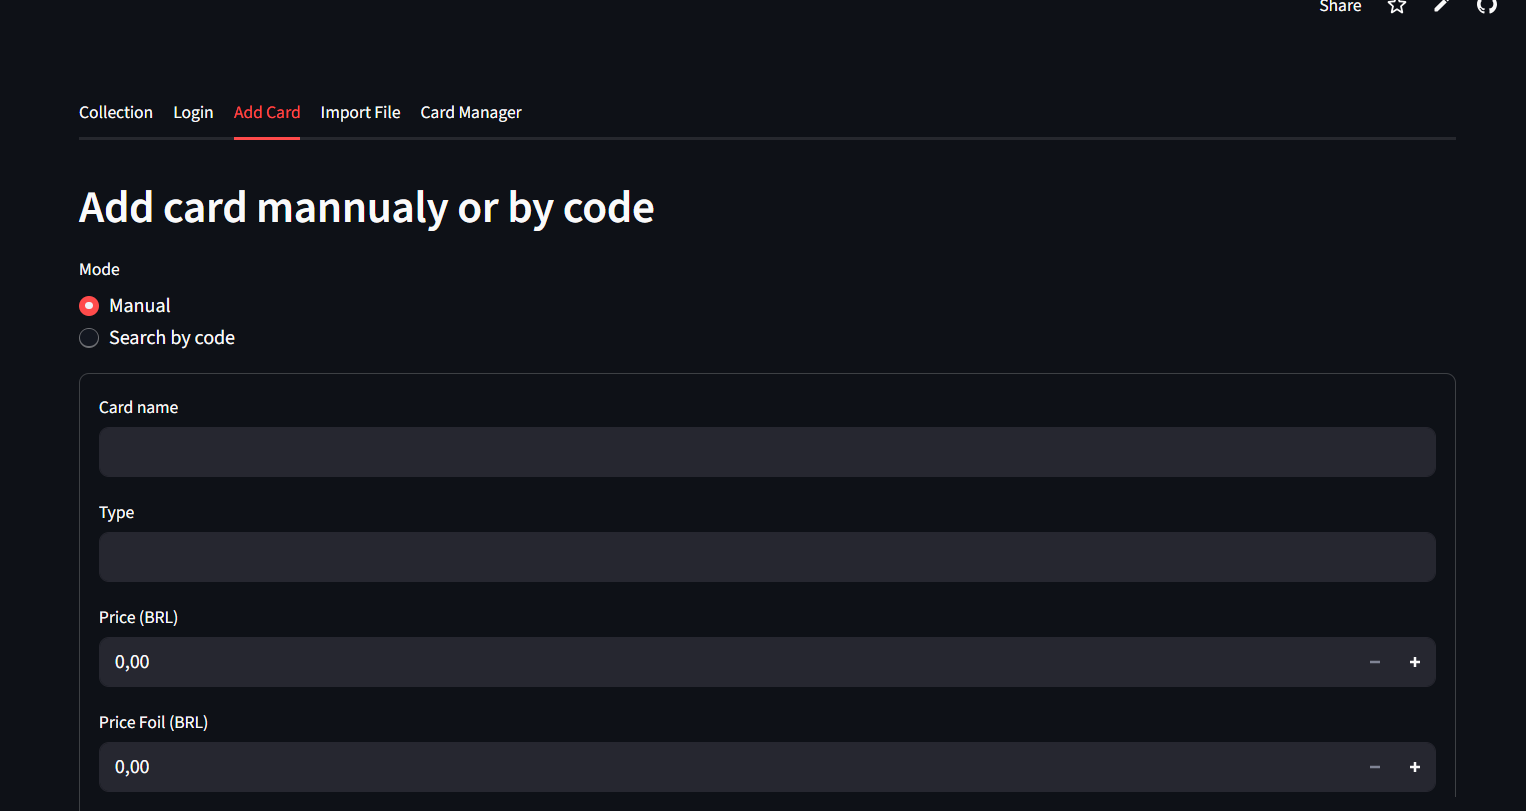 Share
Collection Login Add Card Import File Card Manager
Add card mannualy or by code
Mode
Manual
Search by code
Card name
Type
Price (BRL)
0,00
Price Foil (BRL)
0,00